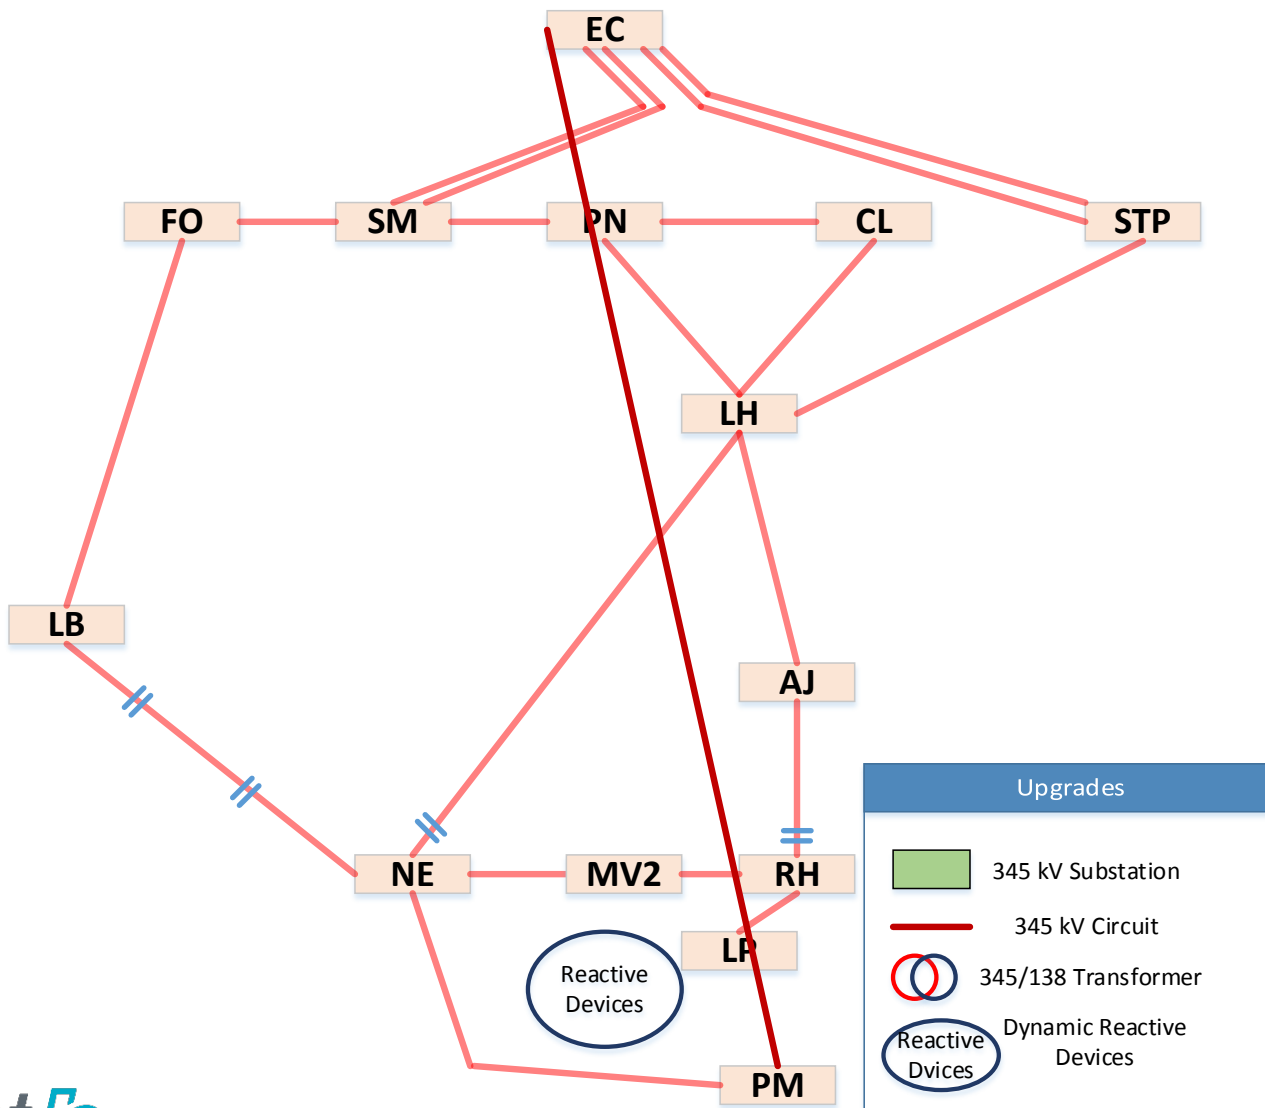 EC
FO
SM
PN
CL
STP
LH
LB
AJ
NE
MV2
RH
LP
Reactive
Devices
PM
Upgrades
345 kV Substation
345 kV Circuit
345/138 Transformer
Reactive
Dvices
Dynamic Reactive
Devices